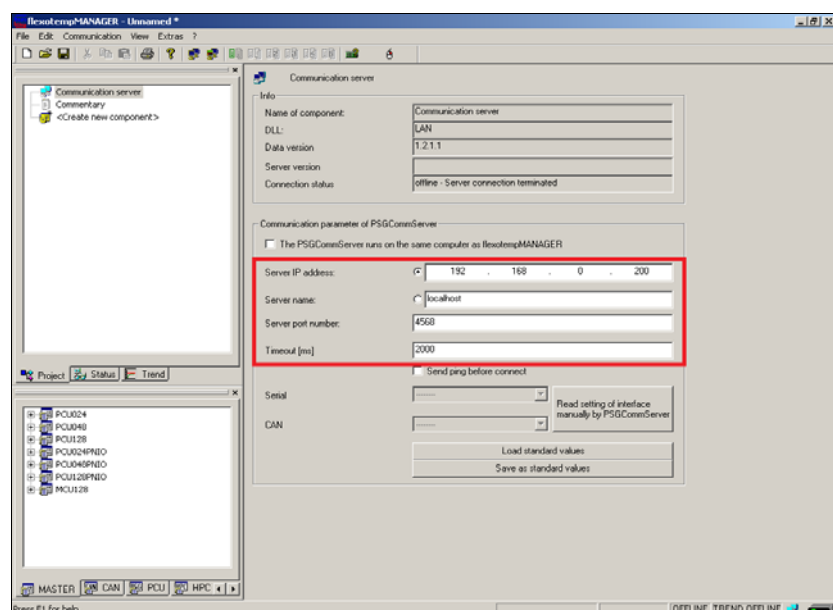 flexotempMANAGER - Unnamed *
File Edit Communication View Extras ?
Communication server
Commentary
<Create new component>
Project Status Trend
PCU024
PCU048
PCU128
PCU024PNIO
PCU048PNIO
PCU128PNIO
MCU128
MASTER CAN PCU HPC
Communication server
Info
Name of component: Communication server
DLL: LAN
Data version 1.2.1.1
Server version
Connection status offline - Server connection terminated
Communication parameter of PSGCommServer
The PSGCommServer runs on the same computer as flexotempMANAGER
Server IP address: 192 . 168 . 0 . 200
Server name: localhost
Server port number: 4568
Timeout [ms] 2000
Send ping before connect
Serial ------
CAN ------
Read setting of interface
manually by PSGCommServer
Load standard values
Save as standard values
Press F1 for help
OFFLINE TREND OFFLINE